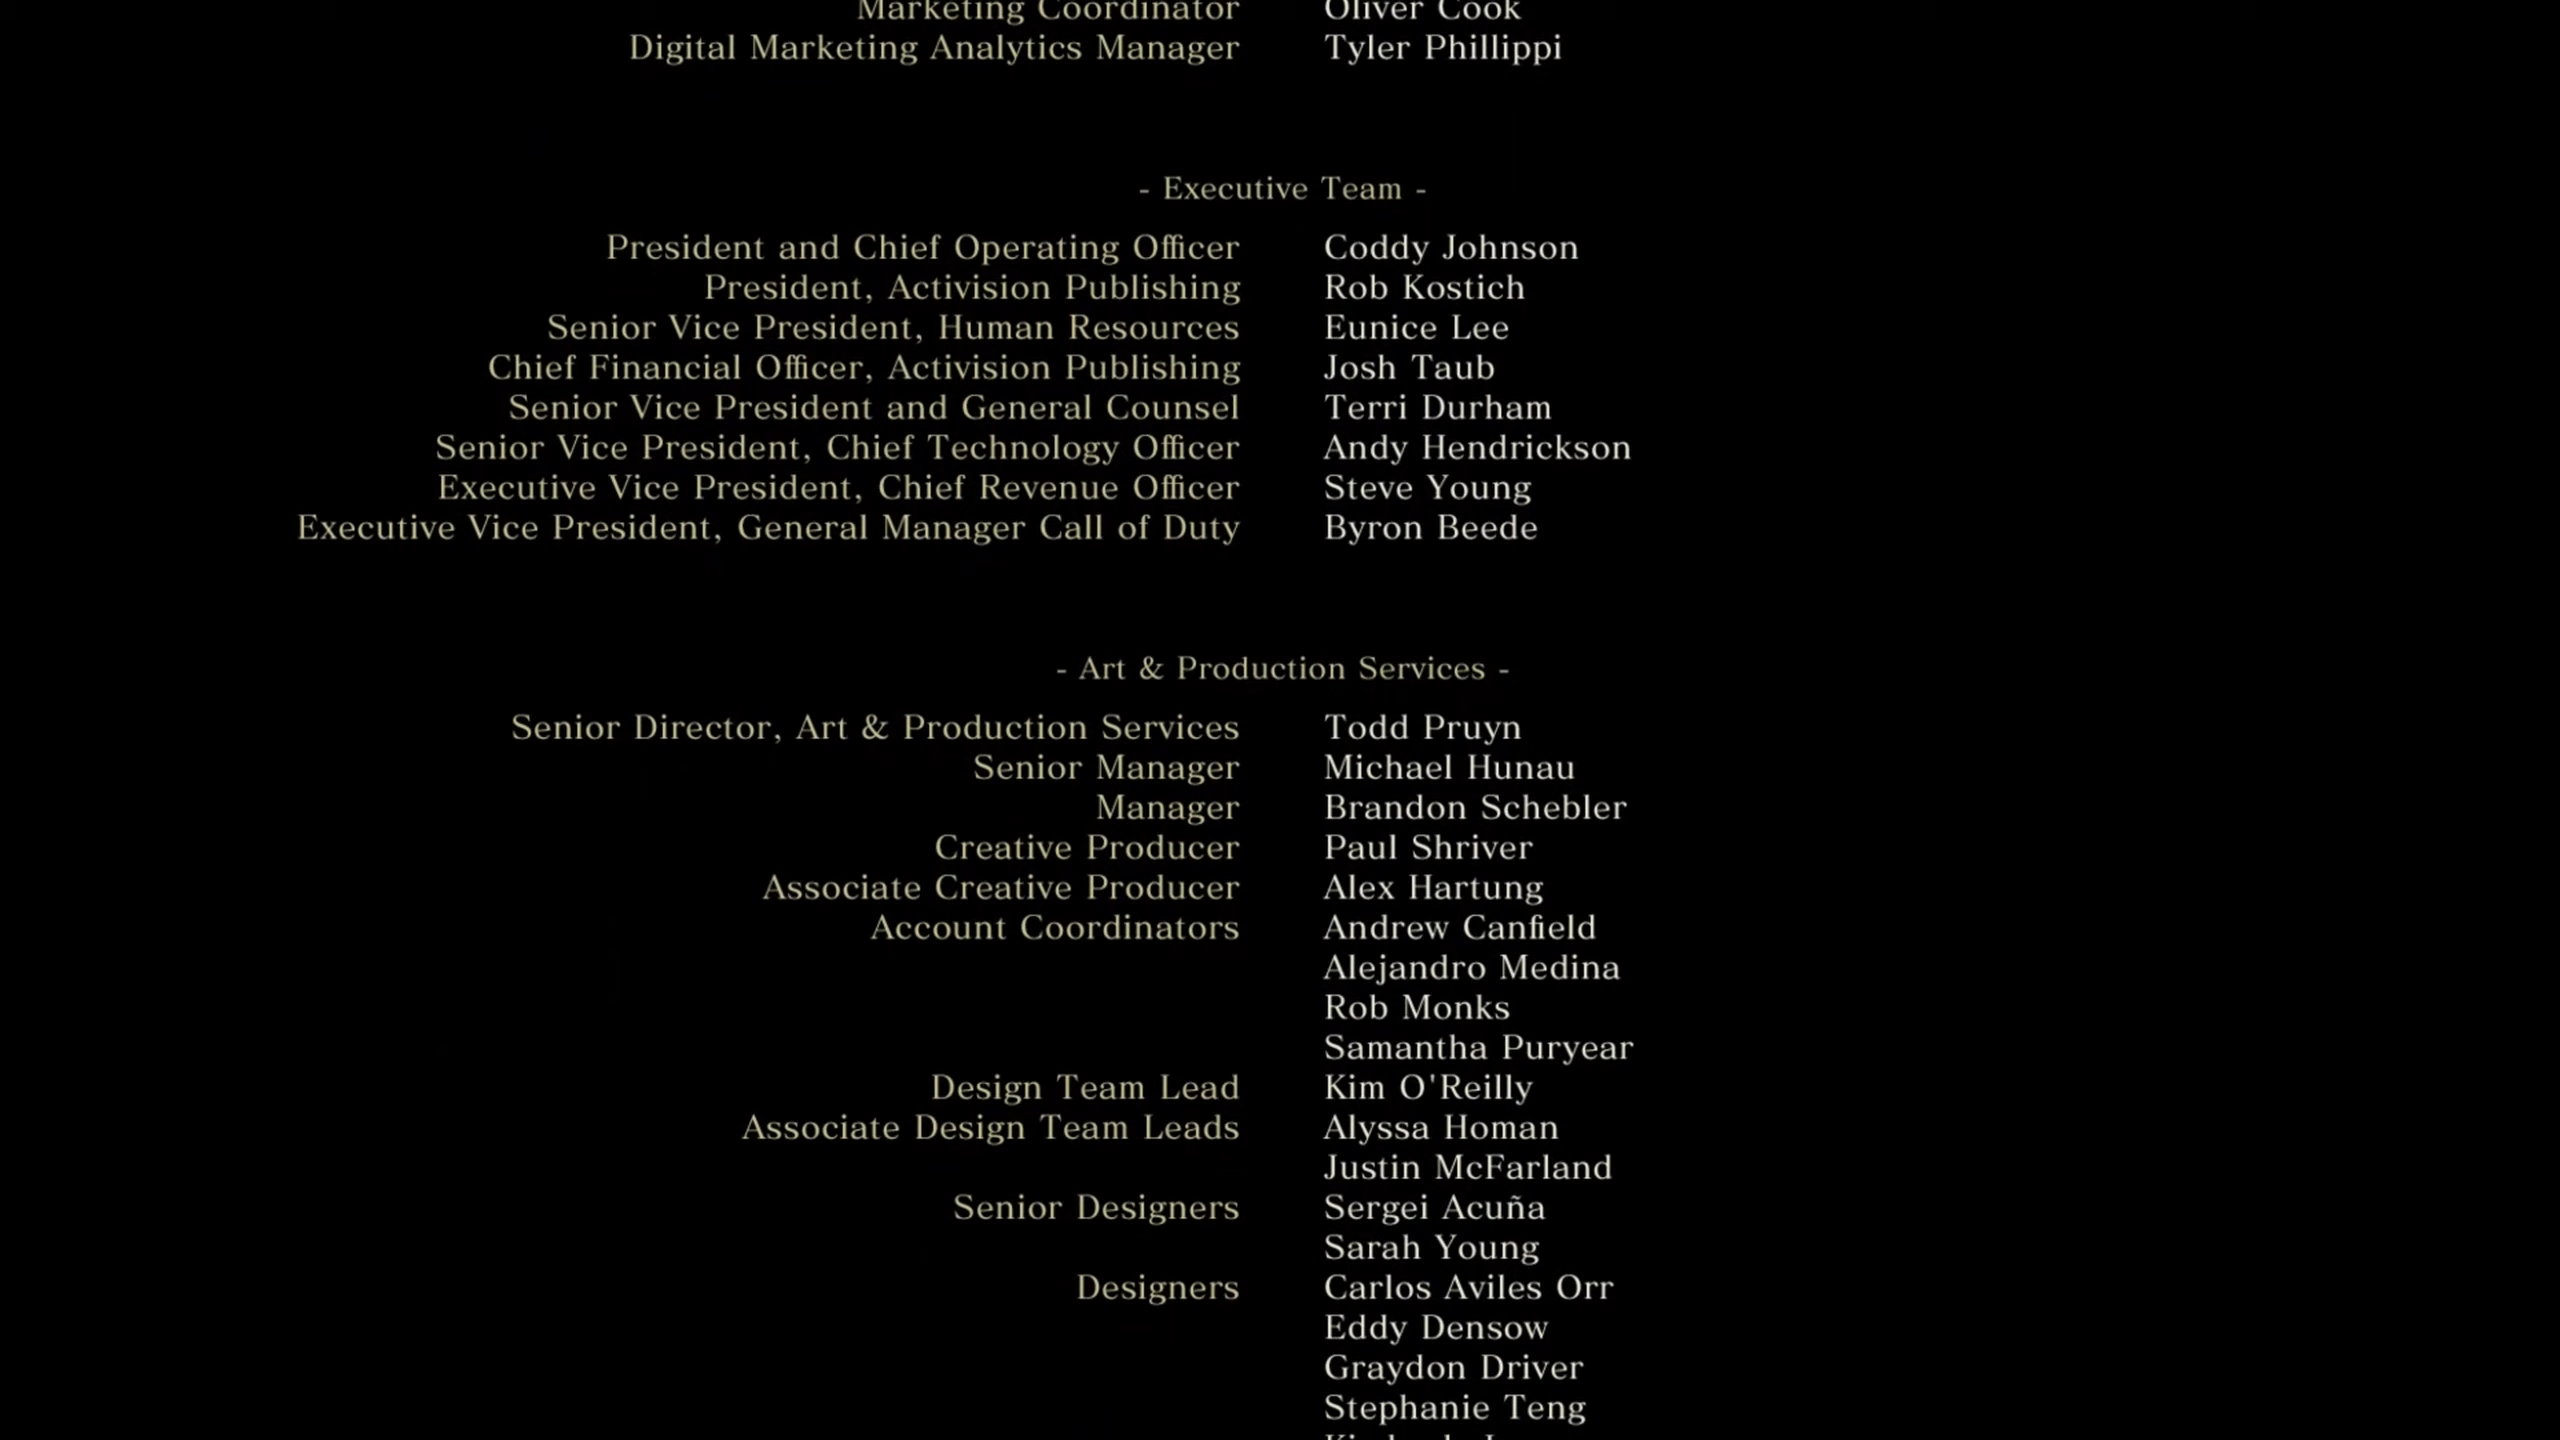 Marketing Coordinator Oliver Cook
Digital Marketing Analytics Manager Tyler Phillippi
- Executive Team -
President and Chief Operating Officer Coddy Johnson
President, Activision Publishing Rob Kostich
Senior Vice President, Human Resources Eunice Lee
Chief Financial Officer, Activision Publishing Josh Taub
Senior Vice President and General Counsel Terri Durham
Senior Vice President, Chief Technology Officer Andy Hendrickson
Executive Vice President, Chief Revenue Officer Steve Young
Executive Vice President, General Manager Call of Duty Byron Beede
- Art & Production Services -
Senior Director, Art & Production Services Todd Pruyn
Senior Manager Michael Hunau
Manager Brandon Schebler
Creative Producer Paul Shriver
Associate Creative Producer Alex Hartung
Account Coordinators Andrew Canfield
Alejandro Medina
Rob Monks
Samantha Puryear
Design Team Lead Kim O'Reilly
Associate Design Team Leads Alyssa Homan
Justin McFarland
Senior Designers Sergei Acuña
Sarah Young
Designers Carlos Aviles Orr
Eddy Densow
Graydon Driver
Stephanie Teng